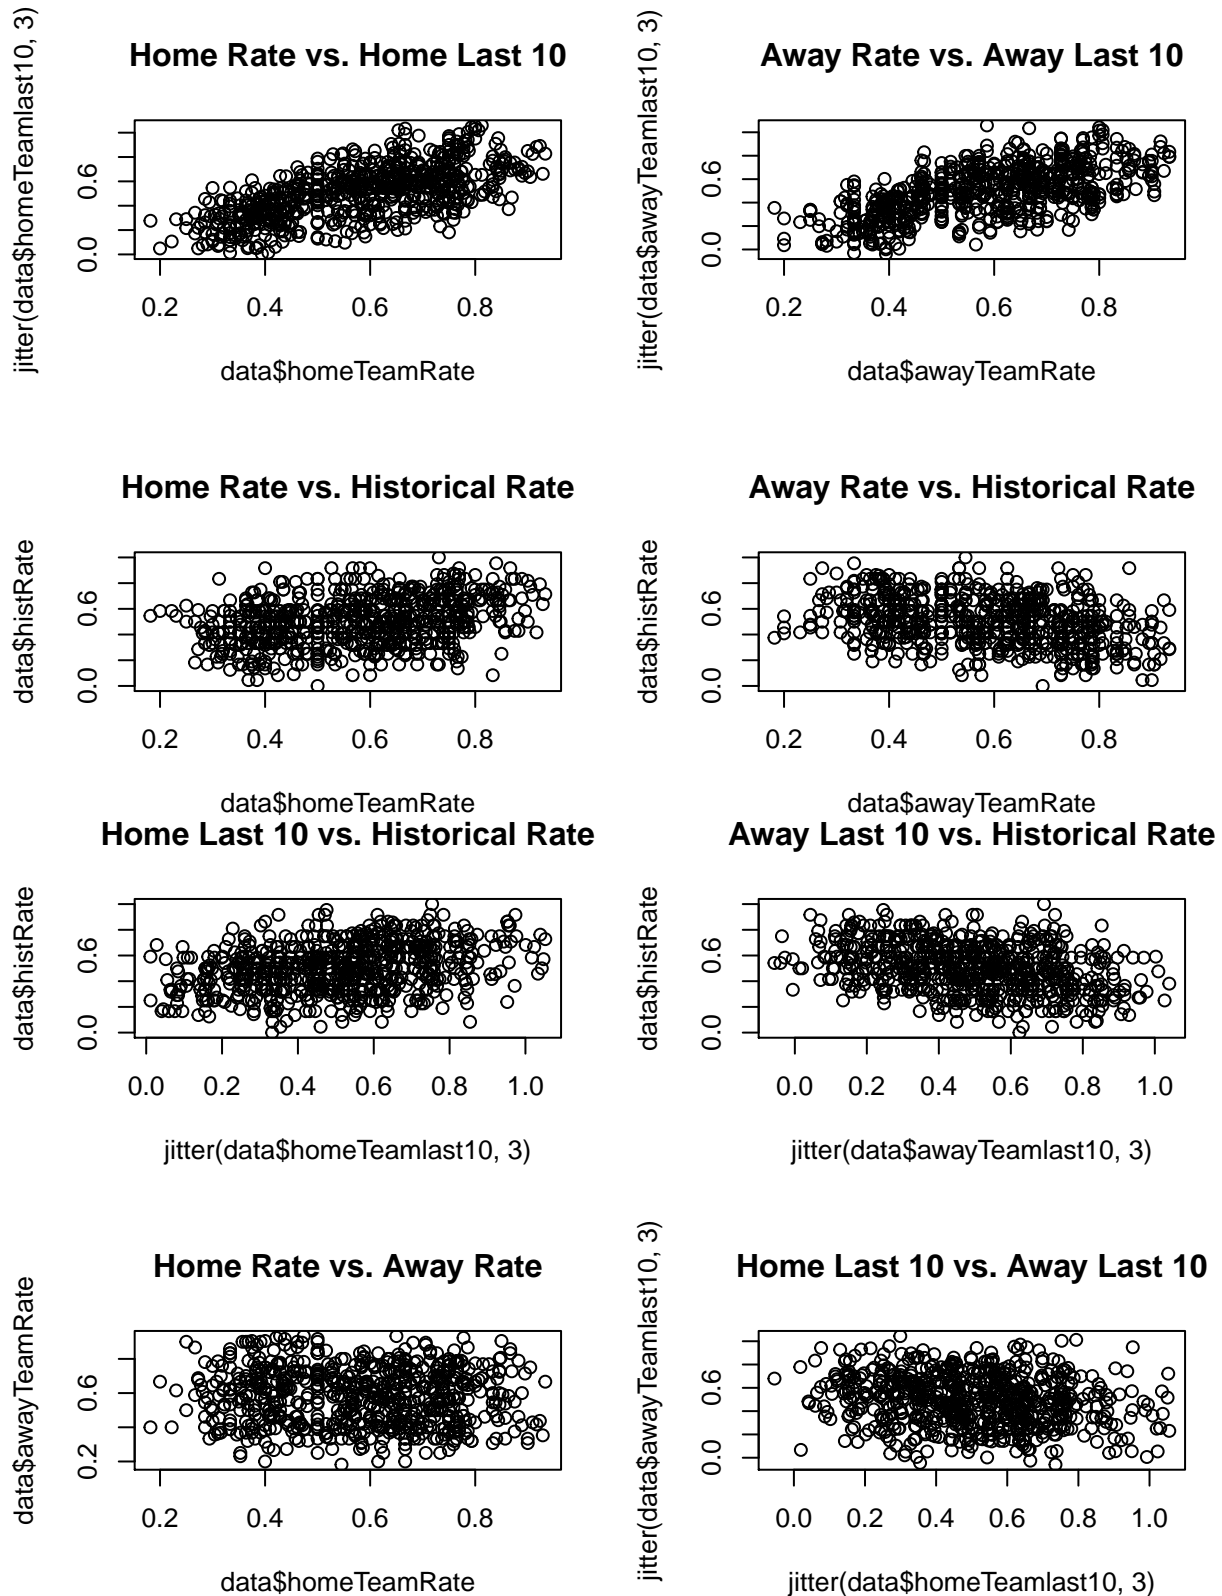 Home Rate vs. Home Last 10
jitter(data$homeTeamlast10, 3)
0.6
0.0
0.2 0.4 0.6 0.8
data$homeTeamRate
Away Rate vs. Away Last 10
jitter(data$awayTeamlast10, 3)
0.6
0.0
0.2 0.4 0.6 0.8
data$awayTeamRate
Home Rate vs. Historical Rate
data$histRate
0.6
0.0
0.2 0.4 0.6 0.8
data$homeTeamRate
Away Rate vs. Historical Rate
data$histRate
0.6
0.0
0.2 0.4 0.6 0.8
data$awayTeamRate
Home Last 10 vs. Historical Rate
data$histRate
0.6
0.0
0.0 0.2 0.4 0.6 0.8 1.0
jitter(data$homeTeamlast10, 3)
Away Last 10 vs. Historical Rate
data$histRate
0.6
0.0
0.0 0.2 0.4 0.6 0.8 1.0
jitter(data$awayTeamlast10, 3)
Home Rate vs. Away Rate
data$awayTeamRate
0.6
0.2
0.2 0.4 0.6 0.8
data$homeTeamRate
Home Last 10 vs. Away Last 10
jitter(data$awayTeamlast10, 3)
0.6
0.0
0.0 0.2 0.4 0.6 0.8 1.0
jitter(data$homeTeamlast10, 3)